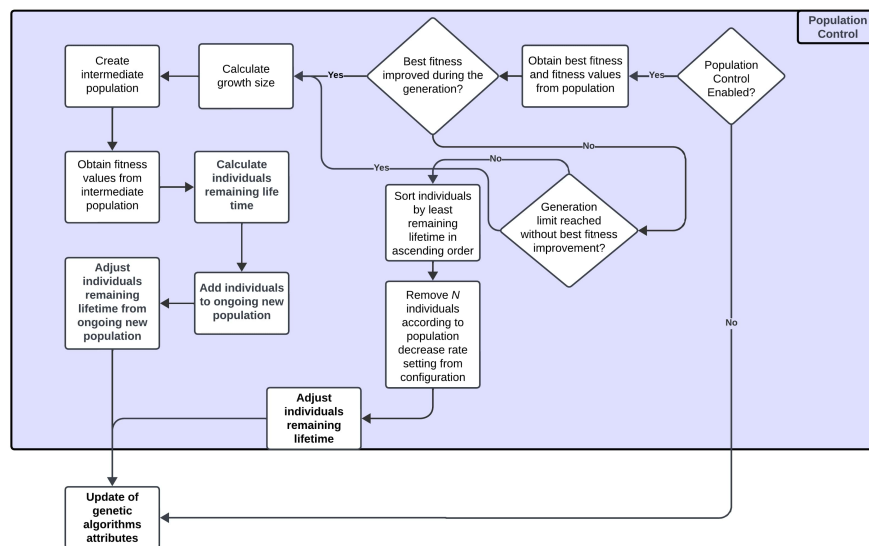 Population
Control
Population
Control
Enabled?
Yes
Obtain best fitness
and fitness values
from population
Best fitness
improved during the
generation?
Yes
Calculate
growth size
Create
intermediate
population
Obtain fitness
values from
intermediate
population
Calculate
individuals
remaining life
time
Add individuals
to ongoing new
population
Adjust
individuals
remaining
lifetime from
ongoing new
population
No
Generation
limit reached
without best fitness
improvement?
Yes
No
Sort individuals
by least
remaining
lifetime in
ascending order
Remove N
individuals
according to
population
decrease rate
setting from
configuration
Adjust
individuals
remaining
lifetime
No
Update of
genetic
algorithms
attributes